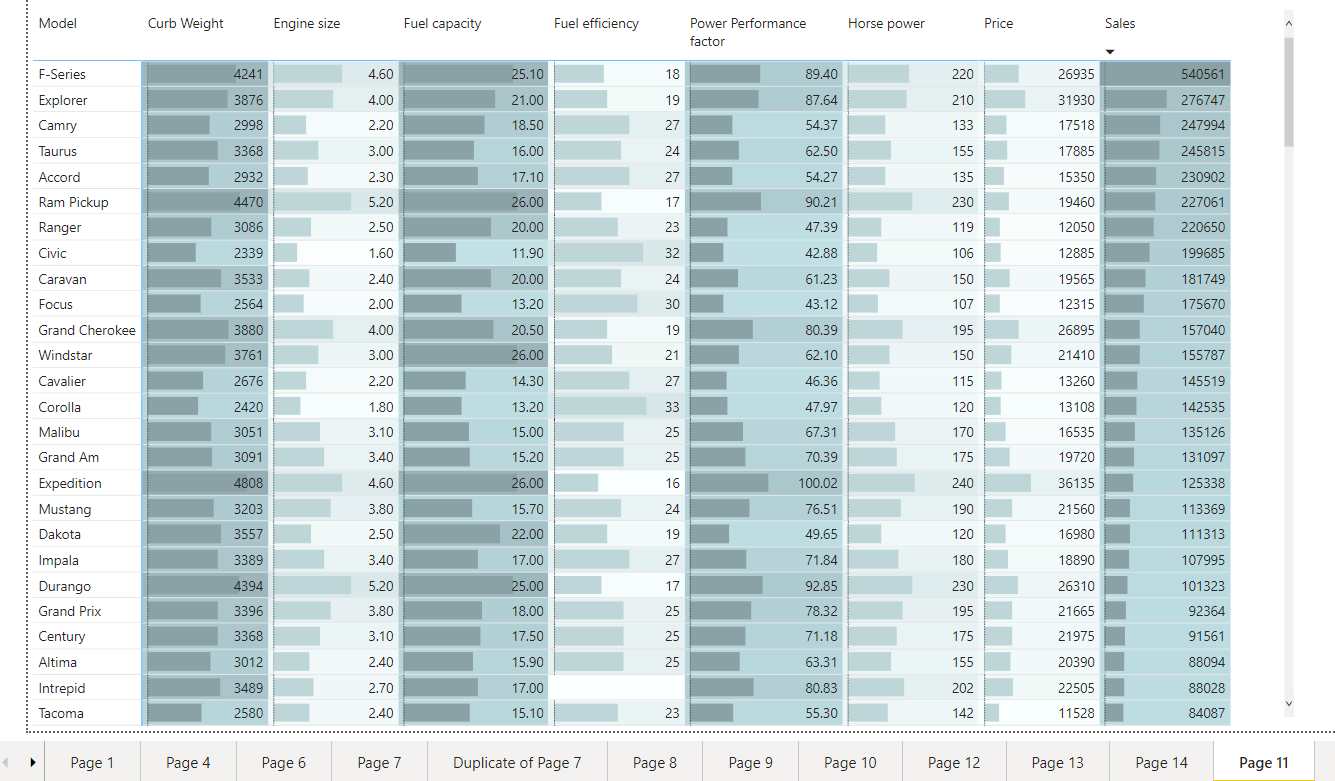 Model Curb Weight Engine size Fuel capacity Fuel efficiency Power Performance factor Horse power Price Sales
F-Series 4241 4.60 25.10 18 89.40 220 26935 540561
Explorer 3876 4.00 21.00 19 87.64 210 31930 276747
Camry 2998 2.20 18.50 27 54.37 133 17518 247994
Taurus 3368 3.00 16.00 24 62.50 155 17885 245815
Accord 2932 2.30 17.10 27 54.27 135 15350 230902
Ram Pickup 4470 5.20 26.00 17 90.21 230 19460 227061
Ranger 3086 2.50 20.00 23 47.39 119 12050 220650
Civic 2339 1.60 11.90 32 42.88 106 12885 199685
Caravan 3533 2.40 20.00 24 61.23 150 19565 181749
Focus 2564 2.00 13.20 30 43.12 107 12315 175670
Grand Cherokee 3880 4.00 20.50 19 80.39 195 26895 157040
Windstar 3761 3.00 26.00 21 62.10 150 21410 155787
Cavalier 2676 2.20 14.30 27 46.36 115 13260 145519
Corolla 2420 1.80 13.20 33 47.97 120 13108 142535
Malibu 3051 3.10 15.00 25 67.31 170 16535 135126
Grand Am 3091 3.40 15.20 25 70.39 175 19720 131097
Expedition 4808 4.60 26.00 16 100.02 240 36135 125338
Mustang 3203 3.80 15.70 24 76.51 190 21560 113369
Dakota 3557 2.50 22.00 19 49.65 120 16980 111313
Impala 3389 3.40 17.00 27 71.84 180 18890 107995
Durango 4394 5.20 25.00 17 92.85 230 26310 101323
Grand Prix 3396 3.80 18.00 25 78.32 195 21665 92364
Century 3368 3.10 17.50 25 71.18 175 21975 91561
Altima 3012 2.40 15.90 25 63.31 155 20390 88094
Intrepid 3489 2.70 17.00 80.83 202 22505 88028
Tacoma 2580 2.40 15.10 23 55.30 142 11528 84087
Page 1 Page 4 Page 6 Page 7 Duplicate of Page 7 Page 8 Page 9 Page 10 Page 12 Page 13 Page 14 Page 11